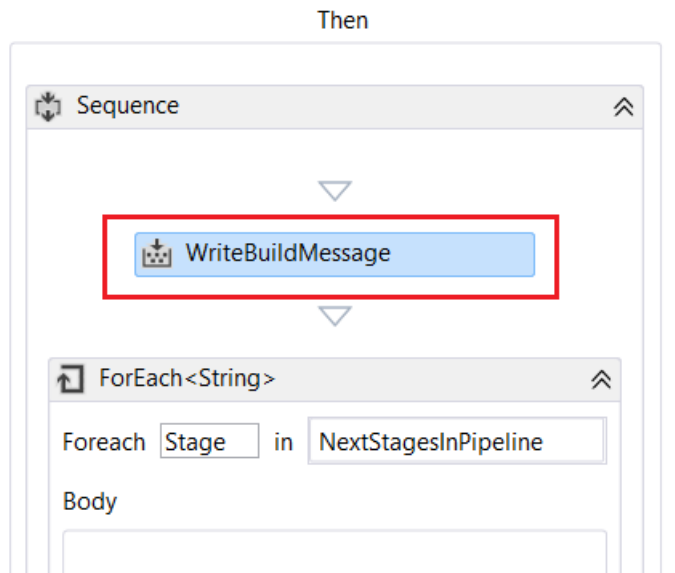 Then
Sequence
WriteBuildMessage
ForEach<String>
Foreach Stage in NextStagesInPipeline
Body